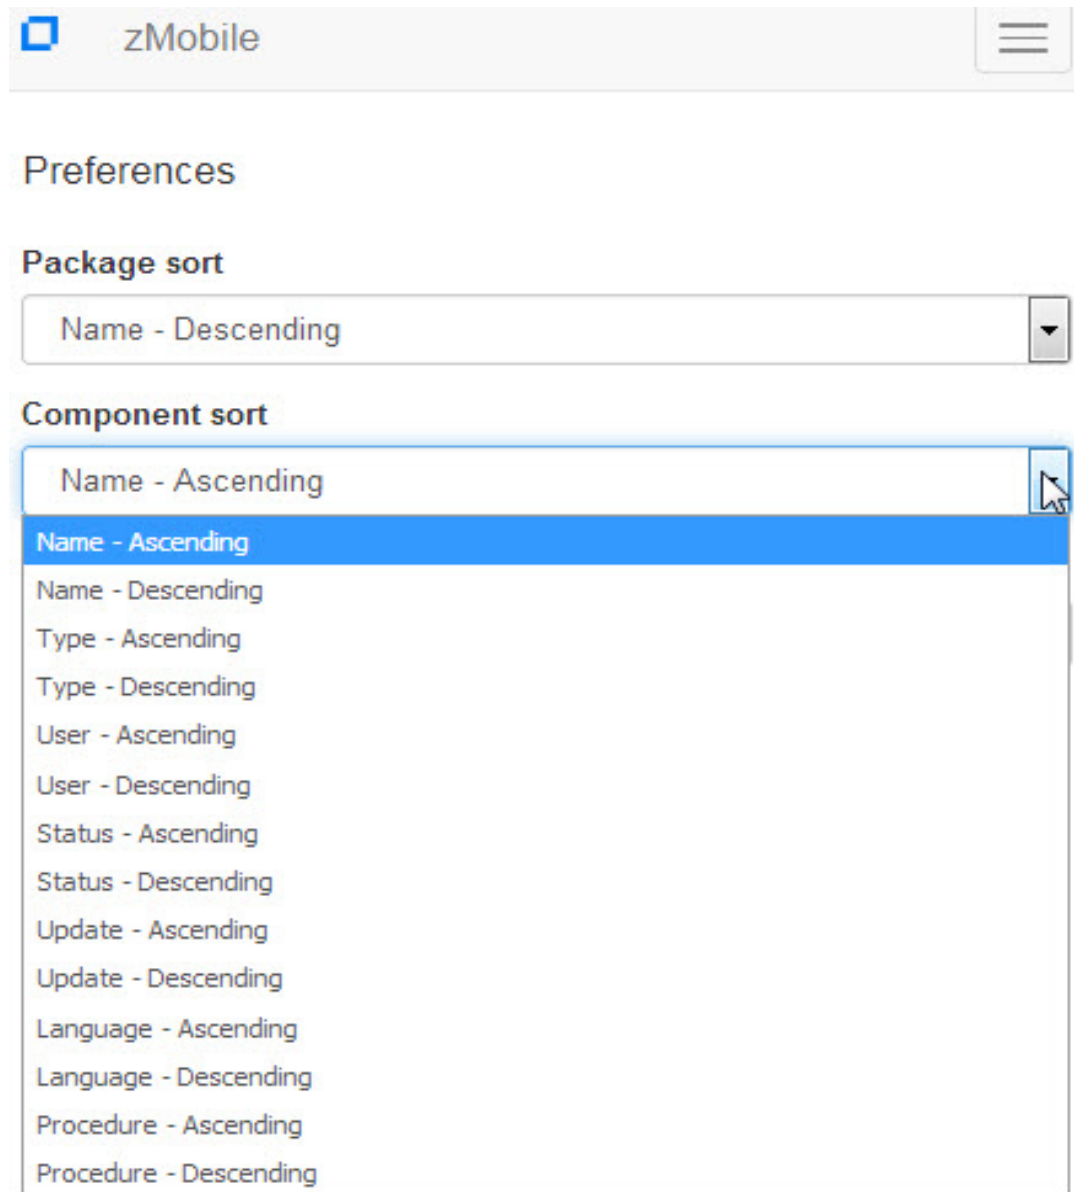 zMobile
Preferences
Package sort
Name - Descending
Component sort
Name - Ascending
Name - Ascending
Name - Descending
Type - Ascending
Type - Descending
User - Ascending
User - Descending
Status - Ascending
Status - Descending
Update - Ascending
Update - Descending
Language - Ascending
Language - Descending
Procedure - Ascending
Procedure - Descending